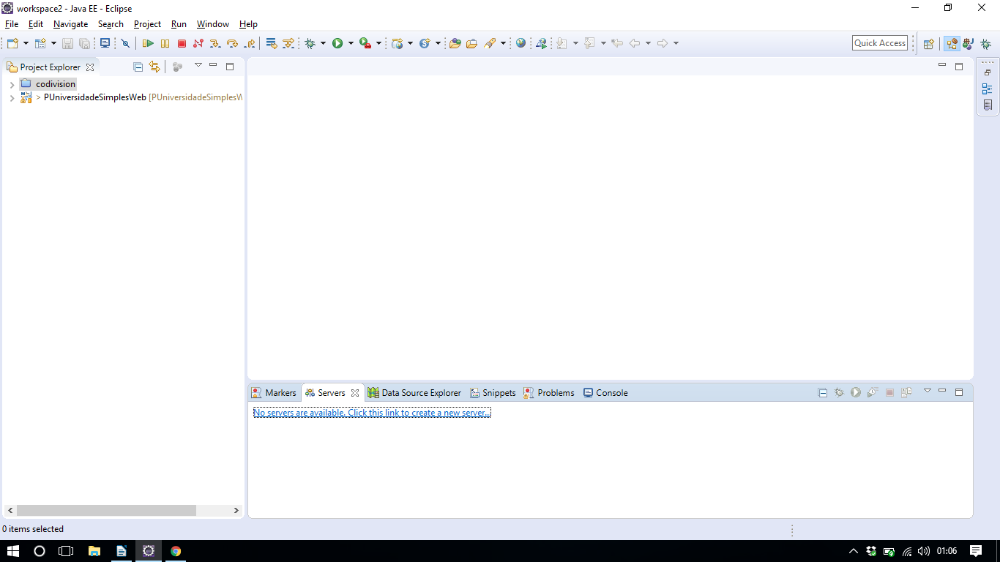 workspace2 - Java EE - Eclipse
File Edit Navigate Search Project Run Window Help
Quick Access
Project Explorer
codivision
> PUniversidadeSimplesWeb [PUniversidadeSimplesW
Markers Servers Data Source Explorer Snippets Problems Console
No servers are available. Click this link to create a new server...
0 items selected
01:06